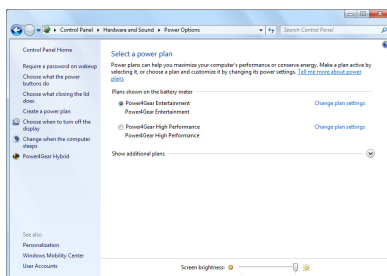 Control Panel ▸ Hardware and Sound ▸ Power Options
Search Control Panel
Control Panel Home
Require a password on wakeup
Choose what the power
buttons do
Choose what closing the lid
does
Create a power plan
Choose when to turn off the
display
Change when the computer
sleeps
Power4Gear Hybrid
See also
Personalization
Windows Mobility Center
User Accounts
Select a power plan
Power plans can help you maximize your computer's performance or conserve energy. Make a plan active by
selecting it, or choose a plan and customize it by changing its power settings. Tell me more about power
plans
Plans shown on the battery meter
Power4Gear Entertainment Change plan settings
Power4Gear Entertainment
Power4Gear High Performance Change plan settings
Power4Gear High Performance
Show additional plans
Screen brightness: